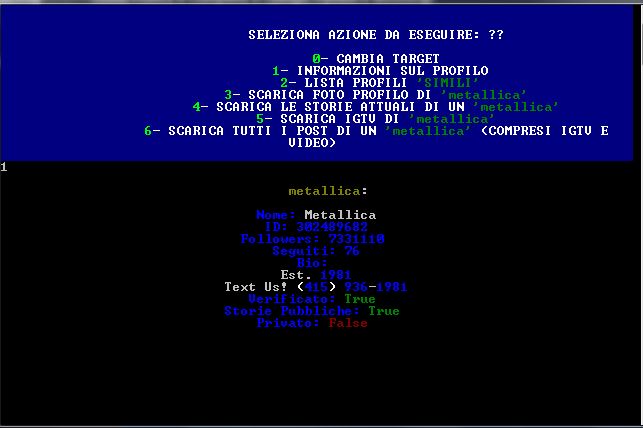 SELEZIONA AZIONE DA ESEGUIRE: ??
0- CAMBIA TARGET
1- INFORMAZIONI SUL PROFILO
2- LISTA PROFILI 'SIMILI'
3- SCARICA FOTO PROFILO DI 'metallica'
4- SCARICA LE STORIE ATTUALI DI UN 'metallica'
5- SCARICA IGTV DI 'metallica'
6- SCARICA TUTTI I POST DI UN 'metallica' (COMPRESI IGTV E
VIDEO)
1
metallica:
Nome: Metallica
ID: 302489682
Followers: 7331110
Seguiti: 76
Bio:
Est. 1981
Text Us! (415) 936-1981
Verificato: True
Storie Pubbliche: True
Privato: False